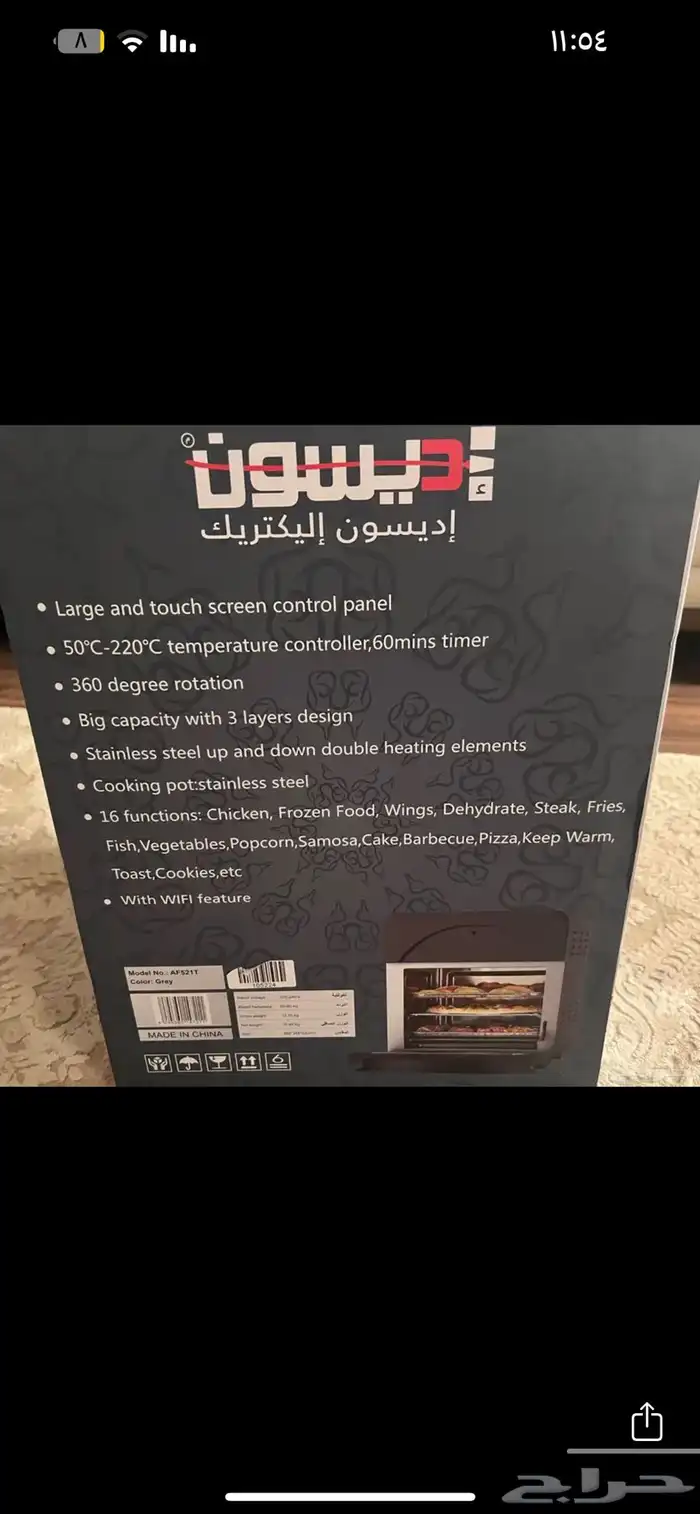 ٨
١١:٥٤
إديسون
إديسون إليكتريك
• Large and touch screen control panel
• 50℃-220℃ temperature controller,60mins timer
• 360 degree rotation
• Big capacity with 3 layers design
• Stainless steel up and down double heating elements
• Cooking pot:stainless steel
• 16 functions: Chicken, Frozen Food, Wings, Dehydrate, Steak, Fries,
Fish,Vegetables,Popcorn,Samosa,Cake,Barbecue,Pizza,Keep Warm,
Toast,Cookies,etc
• With WIFI feature
Model No.: AF521T
Color: Grey
105224
MADE IN CHINA
6
حراج